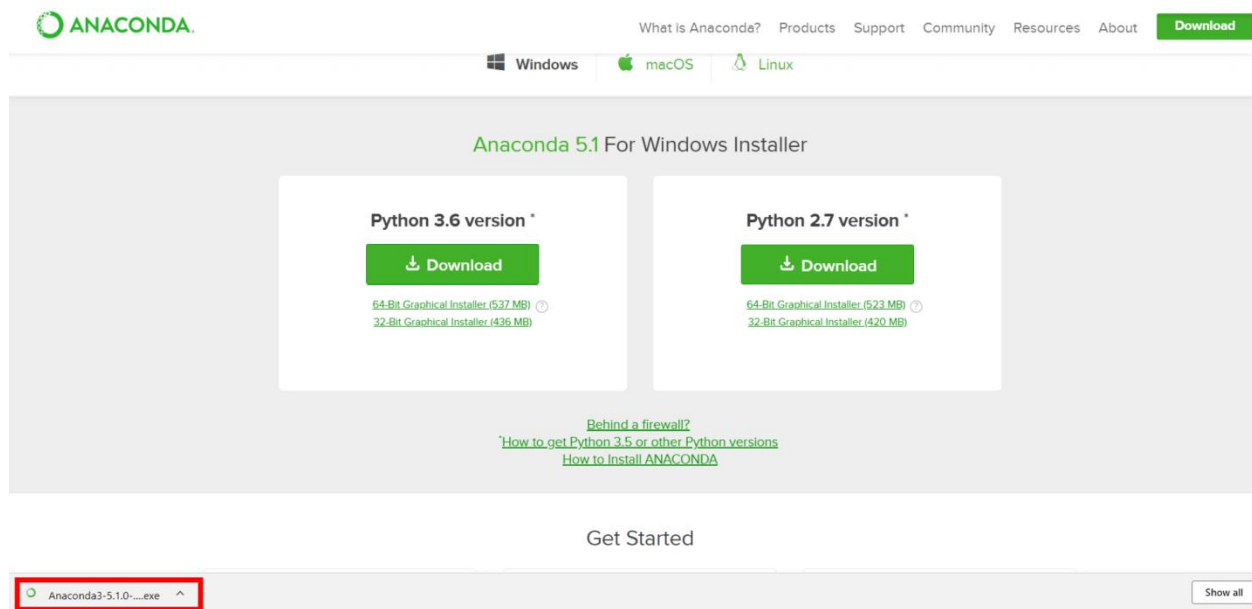 ANACONDA.
What is Anaconda? Products Support Community Resources About Download
Windows macOS Linux
Anaconda 5.1 For Windows Installer
Python 3.6 version *
Download
64-Bit Graphical Installer (537 MB) ?
32-Bit Graphical Installer (436 MB)
Python 2.7 version *
Download
64-Bit Graphical Installer (523 MB) ?
32-Bit Graphical Installer (420 MB)
Behind a firewall?
*How to get Python 3.5 or other Python versions
How to Install ANACONDA
Get Started
Anaconda3-5.1.0-....exe
Show all